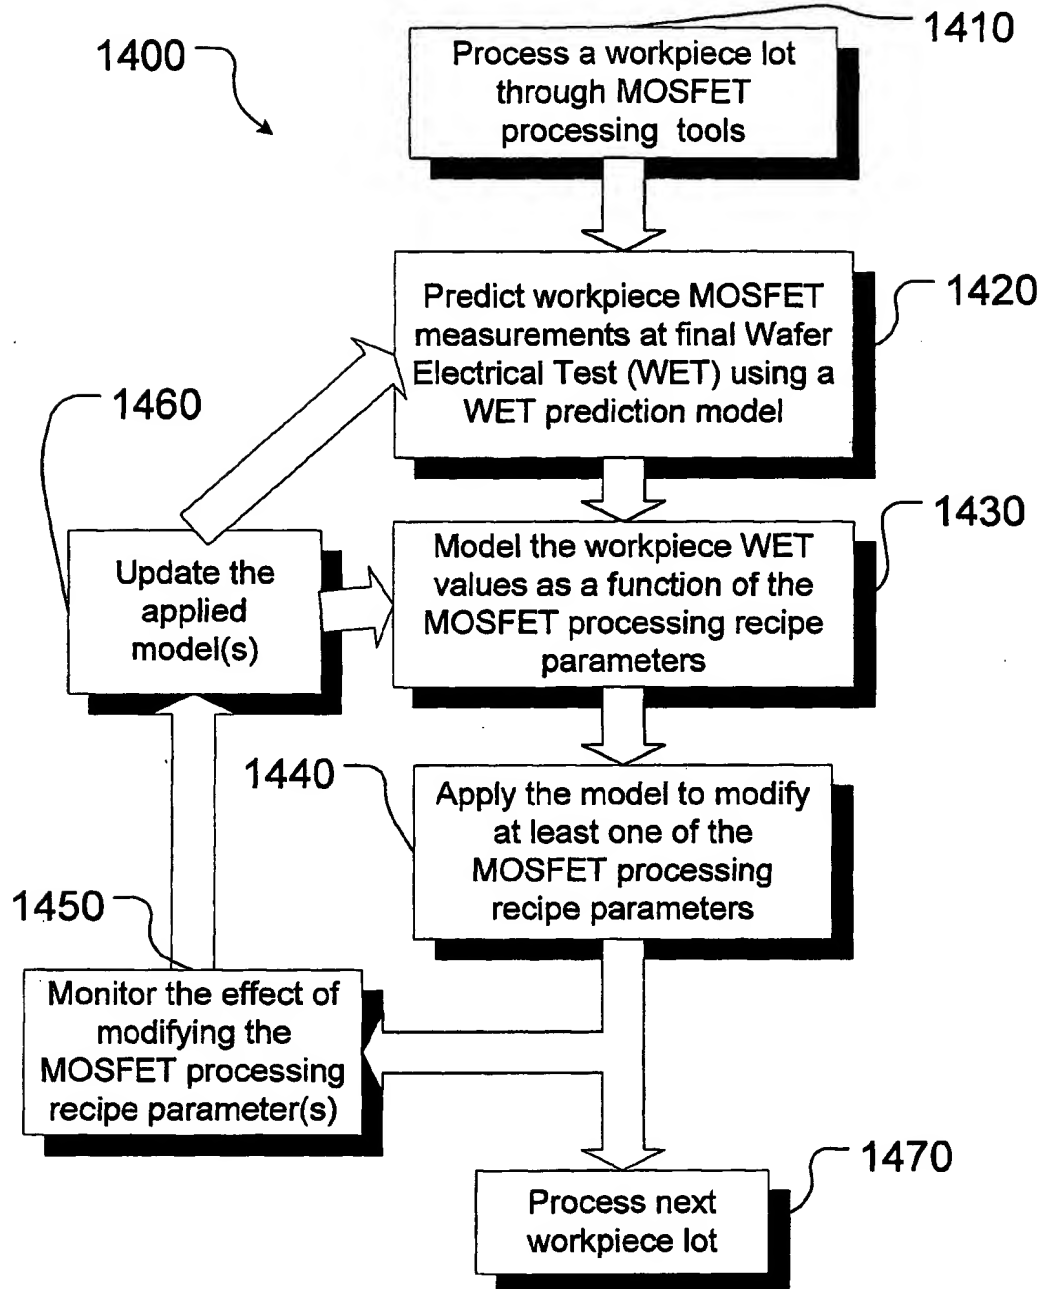 1400
1410
Process a workpiece lot
through MOSFET
processing tools
1420
Predict workpiece MOSFET
measurements at final Wafer
Electrical Test (WET) using a
WET prediction model
1460
1430
Update the
applied
model(s)
Model the workpiece WET
values as a function of the
MOSFET processing recipe
parameters
1440
Apply the model to modify
at least one of the
MOSFET processing
recipe parameters
1450
Monitor the effect of
modifying the
MOSFET processing
recipe parameter(s)
1470
Process next
workpiece lot